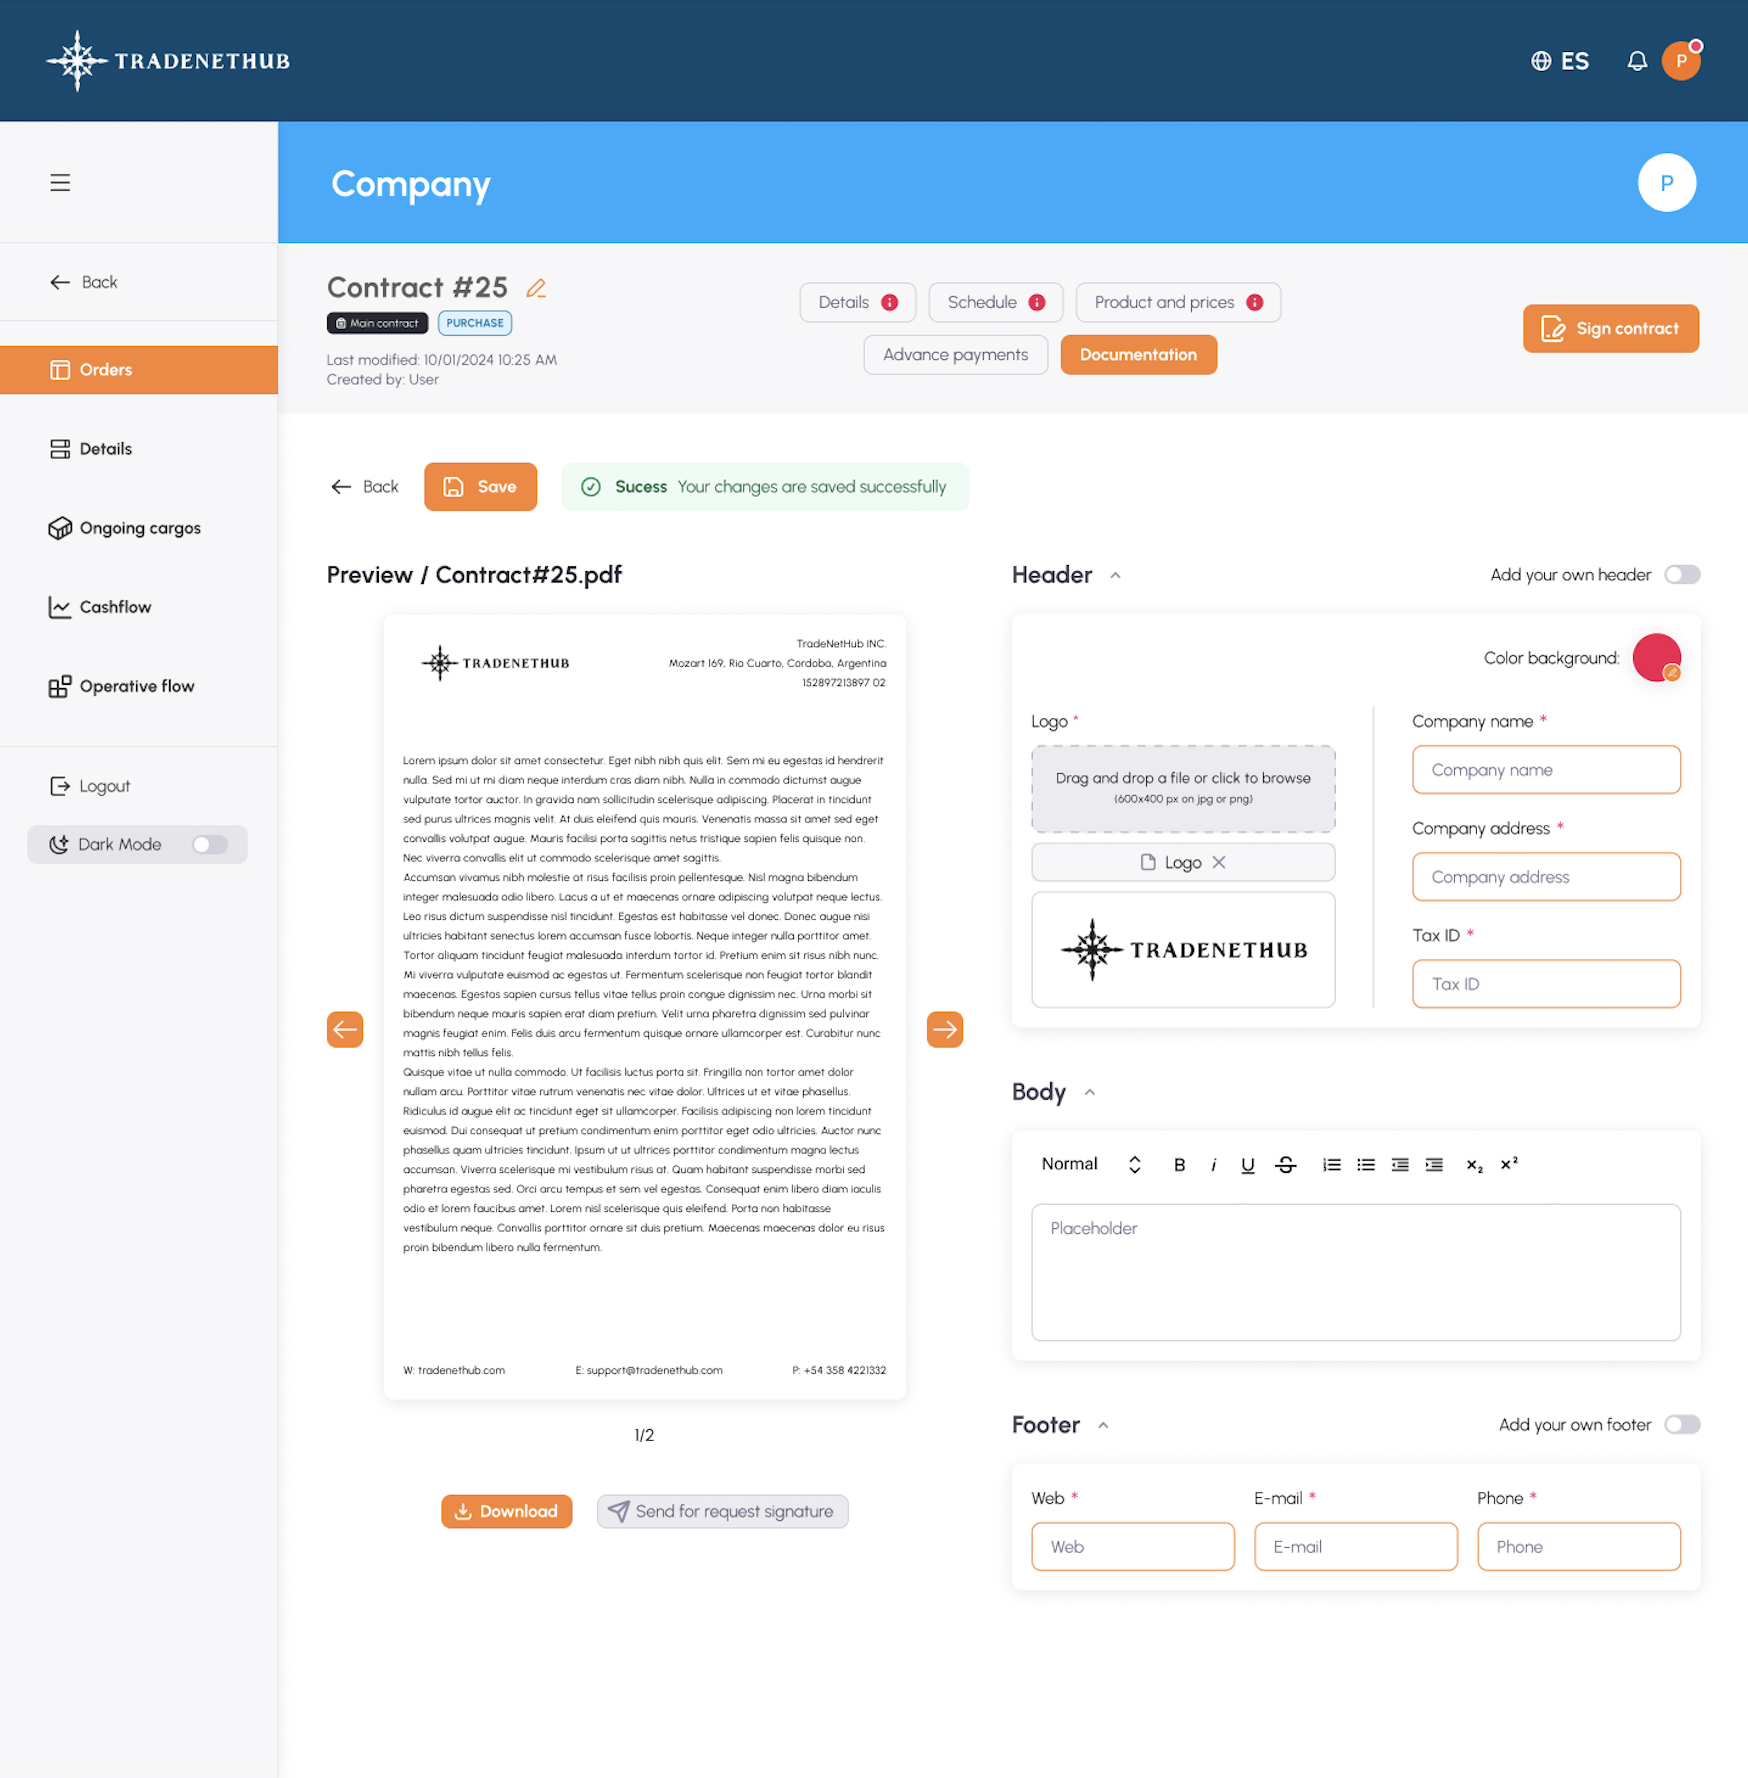 TRADENETHUB
ES
P
Company
P
Back
Orders
Details
Ongoing cargos
Cashflow
Operative flow
Logout
Dark Mode
Contract #25
Main contract
PURCHASE
Last modified: 10/01/2024 10:25 AM
Created by: User
Details
Schedule
Product and prices
Advance payments
Documentation
Sign contract
Back
Save
Sucess Your changes are saved successfully
Preview / Contract#25.pdf
TRADENETHUB
TradeNetHub INC.
Mozart 169, Rio Cuarto, Cordoba, Argentina
152897213897 02
Lorem ipsum dolor sit amet consectetur. Eget nibh nibh quis elit. Sem mi eu egestas id hendrerit
nulla. Sed mi ut mi diam neque interdum cras diam nibh. Nulla in commodo dictumst augue
vulputate tortor auctor. In gravida nam sollicitudin scelerisque adipiscing. Placerat in tincidunt
sed purus ultrices magnis velit. At duis eleifend quis mauris. Venenatis massa sit amet sed eget
convallis volutpat augue. Mauris facilisi porta sagittis netus tristique sapien felis quisque non.
Nec viverra convallis elit ut commodo scelerisque amet sagittis.
Accumsan vivamus nibh molestie at risus facilisis proin pellentesque. Nisl magna bibendum
integer malesuada odio libero. Lacus a ut et maecenas ornare adipiscing volutpat neque lectus.
Leo risus dictum suspendisse nisl tincidunt. Egestas est habitasse vel donec. Donec augue nisi
ultricies habitant senectus lorem accumsan fusce lobortis. Neque integer nulla porttitor amet.
Tortor aliquam tincidunt feugiat malesuada interdum tortor id. Pretium enim sit risus nibh nunc.
Mi viverra vulputate euismod ac egestas ut. Fermentum scelerisque non feugiat tortor blandit
maecenas. Egestas sapien cursus tellus vitae tellus proin congue dignissim nec. Urna morbi sit
bibendum neque mauris sapien erat diam pretium. Velit urna pharetra dignissim sed pulvinar
magnis feugiat enim. Felis duis arcu fermentum quisque ornare ullamcorper est. Curabitur nunc
mattis nibh tellus felis.
Quisque vitae ut nulla commodo. Ut facilisis luctus porta sit. Fringilla non tortor amet dolor
nullam arcu. Porttitor vitae rutrum venenatis nec vitae dolor. Ultrices ut et vitae phasellus.
Ridiculus id augue elit ac tincidunt eget sit ullamcorper. Facilisis adipiscing non lorem tincidunt
euismod. Dui consequat ut pretium condimentum enim porttitor eget odio ultricies. Auctor nunc
phasellus quam ultricies tincidunt. Ipsum ut ut ultrices porttitor condimentum magna lectus
accumsan. Viverra scelerisque mi vestibulum risus at. Quam habitant suspendisse morbi sed
pharetra egestas sed. Orci arcu tempus et sem vel egestas. Consequat enim libero diam iaculis
odio et lorem faucibus amet. Lorem nisl scelerisque quis eleifend. Porta non habitasse
vestibulum neque. Convallis porttitor ornare sit duis pretium. Maecenas maecenas dolor eu risus
proin bibendum libero nulla fermentum.
W: tradenethub.com
E: support@tradenethub.com
P: +54 358 4221332
1/2
Download
Send for request signature
Header
Add your own header
Color background:
Logo *
Drag and drop a file or click to browse
(600x400 px on jpg or png)
Logo
TRADENETHUB
Company name *
Company name
Company address *
Company address
Tax ID *
Tax ID
Body
Normal
B i U S x₂ x²
Placeholder
Footer
Add your own footer
Web *
E-mail *
Phone *
Web
E-mail
Phone